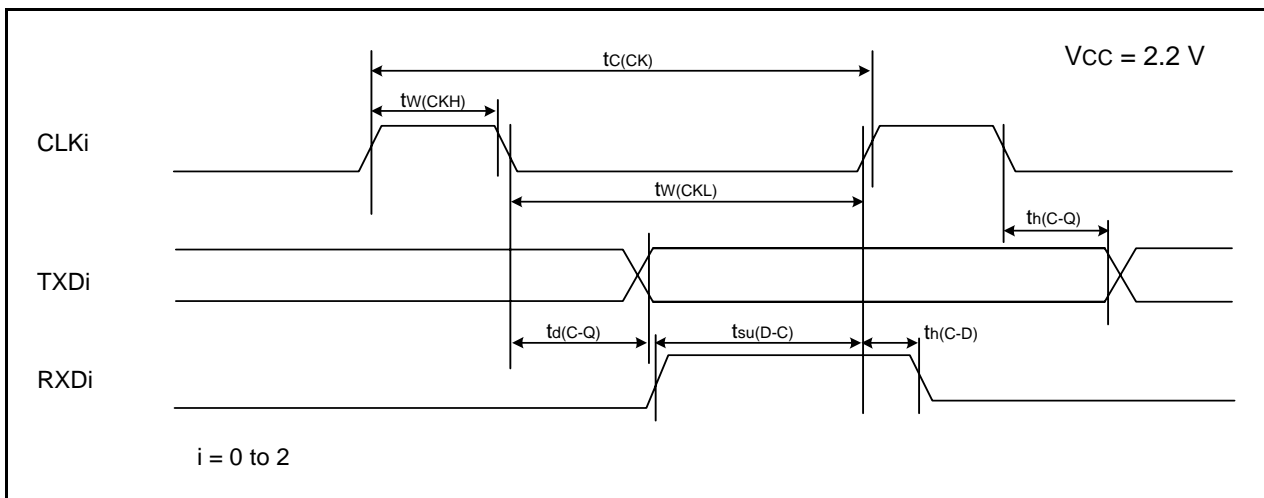 tC(CK)
VCC = 2.2 V
tW(CKH)
CLKi
tW(CKL)
th(C-Q)
TXDi
td(C-Q)
tsu(D-C)
th(C-D)
RXDi
i = 0 to 2